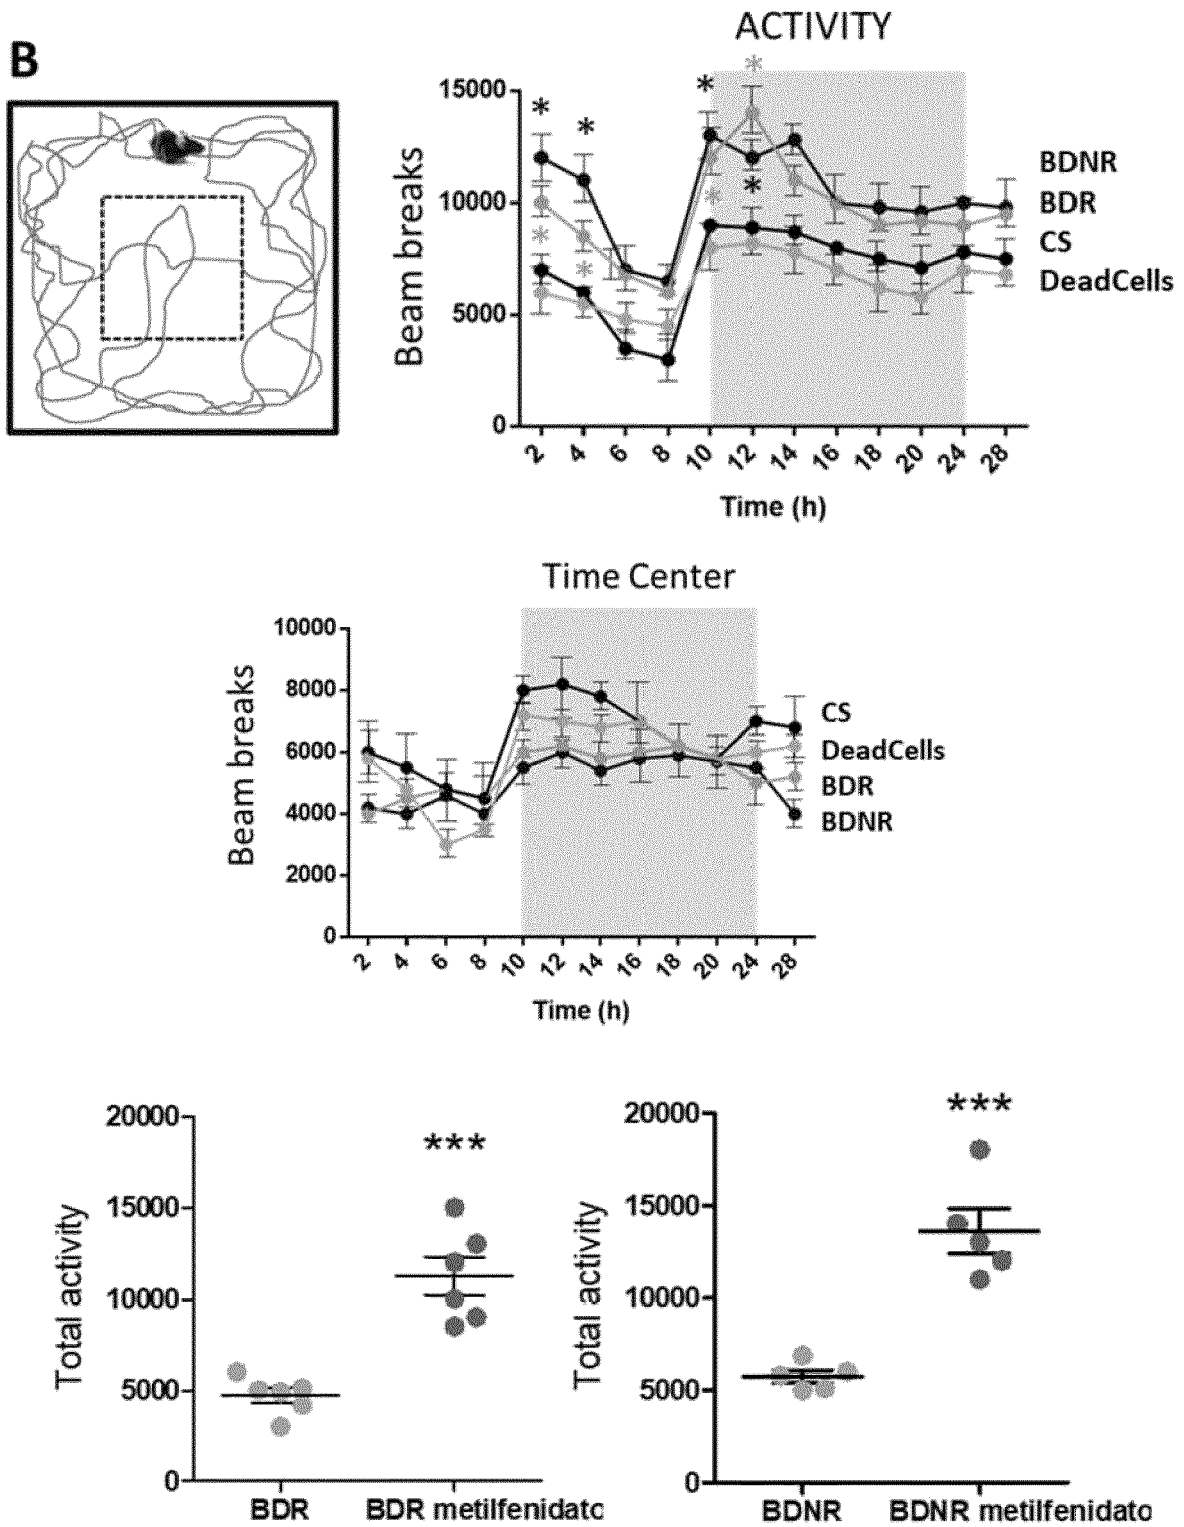 B
ACTIVITY
* * * *
15000
10000
5000
0
Beam breaks
* * * *
2 4 6 8 10 12 14 16 18 20 24 28
Time (h)
BDNR
BDR
CS
DeadCells
Time Center
10000
8000
6000
4000
2000
0
Beam breaks
2 4 6 8 10 12 14 16 18 20 24 28
Time (h)
CS
DeadCells
BDR
BDNR
20000
15000
10000
5000
0
Total activity
***
BDR BDR metilfenidato
20000
15000
10000
5000
0
Total activity
***
BDNR BDNR metilfenidato